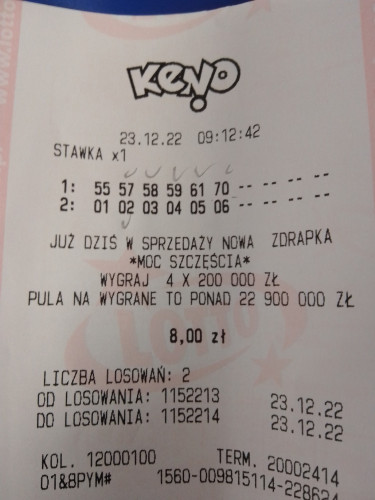 www.lotto
KENO
23.12.22 09:12:42
STAWKA x1
1: 55 57 58 59 61 70 -- -- -- --
2: 01 02 03 04 05 06 -- -- -- --
JUŻ DZIŚ W SPRZEDAŻY NOWA ZDRAPKA
*MOC SZCZĘŚCIA*
WYGRAJ 4 X 200 000 ZŁ
PULA NA WYGRANE TO PONAD 22 900 000 ZŁ
8,00 zł
LOTTO
LICZBA LOSOWAŃ: 2
OD LOSOWANIA: 1152213 23.12.22
DO LOSOWANIA: 1152214 23.12.22
KOL. 12000100 TERM. 20002414
01&8PYM# 1560-009815114-228624